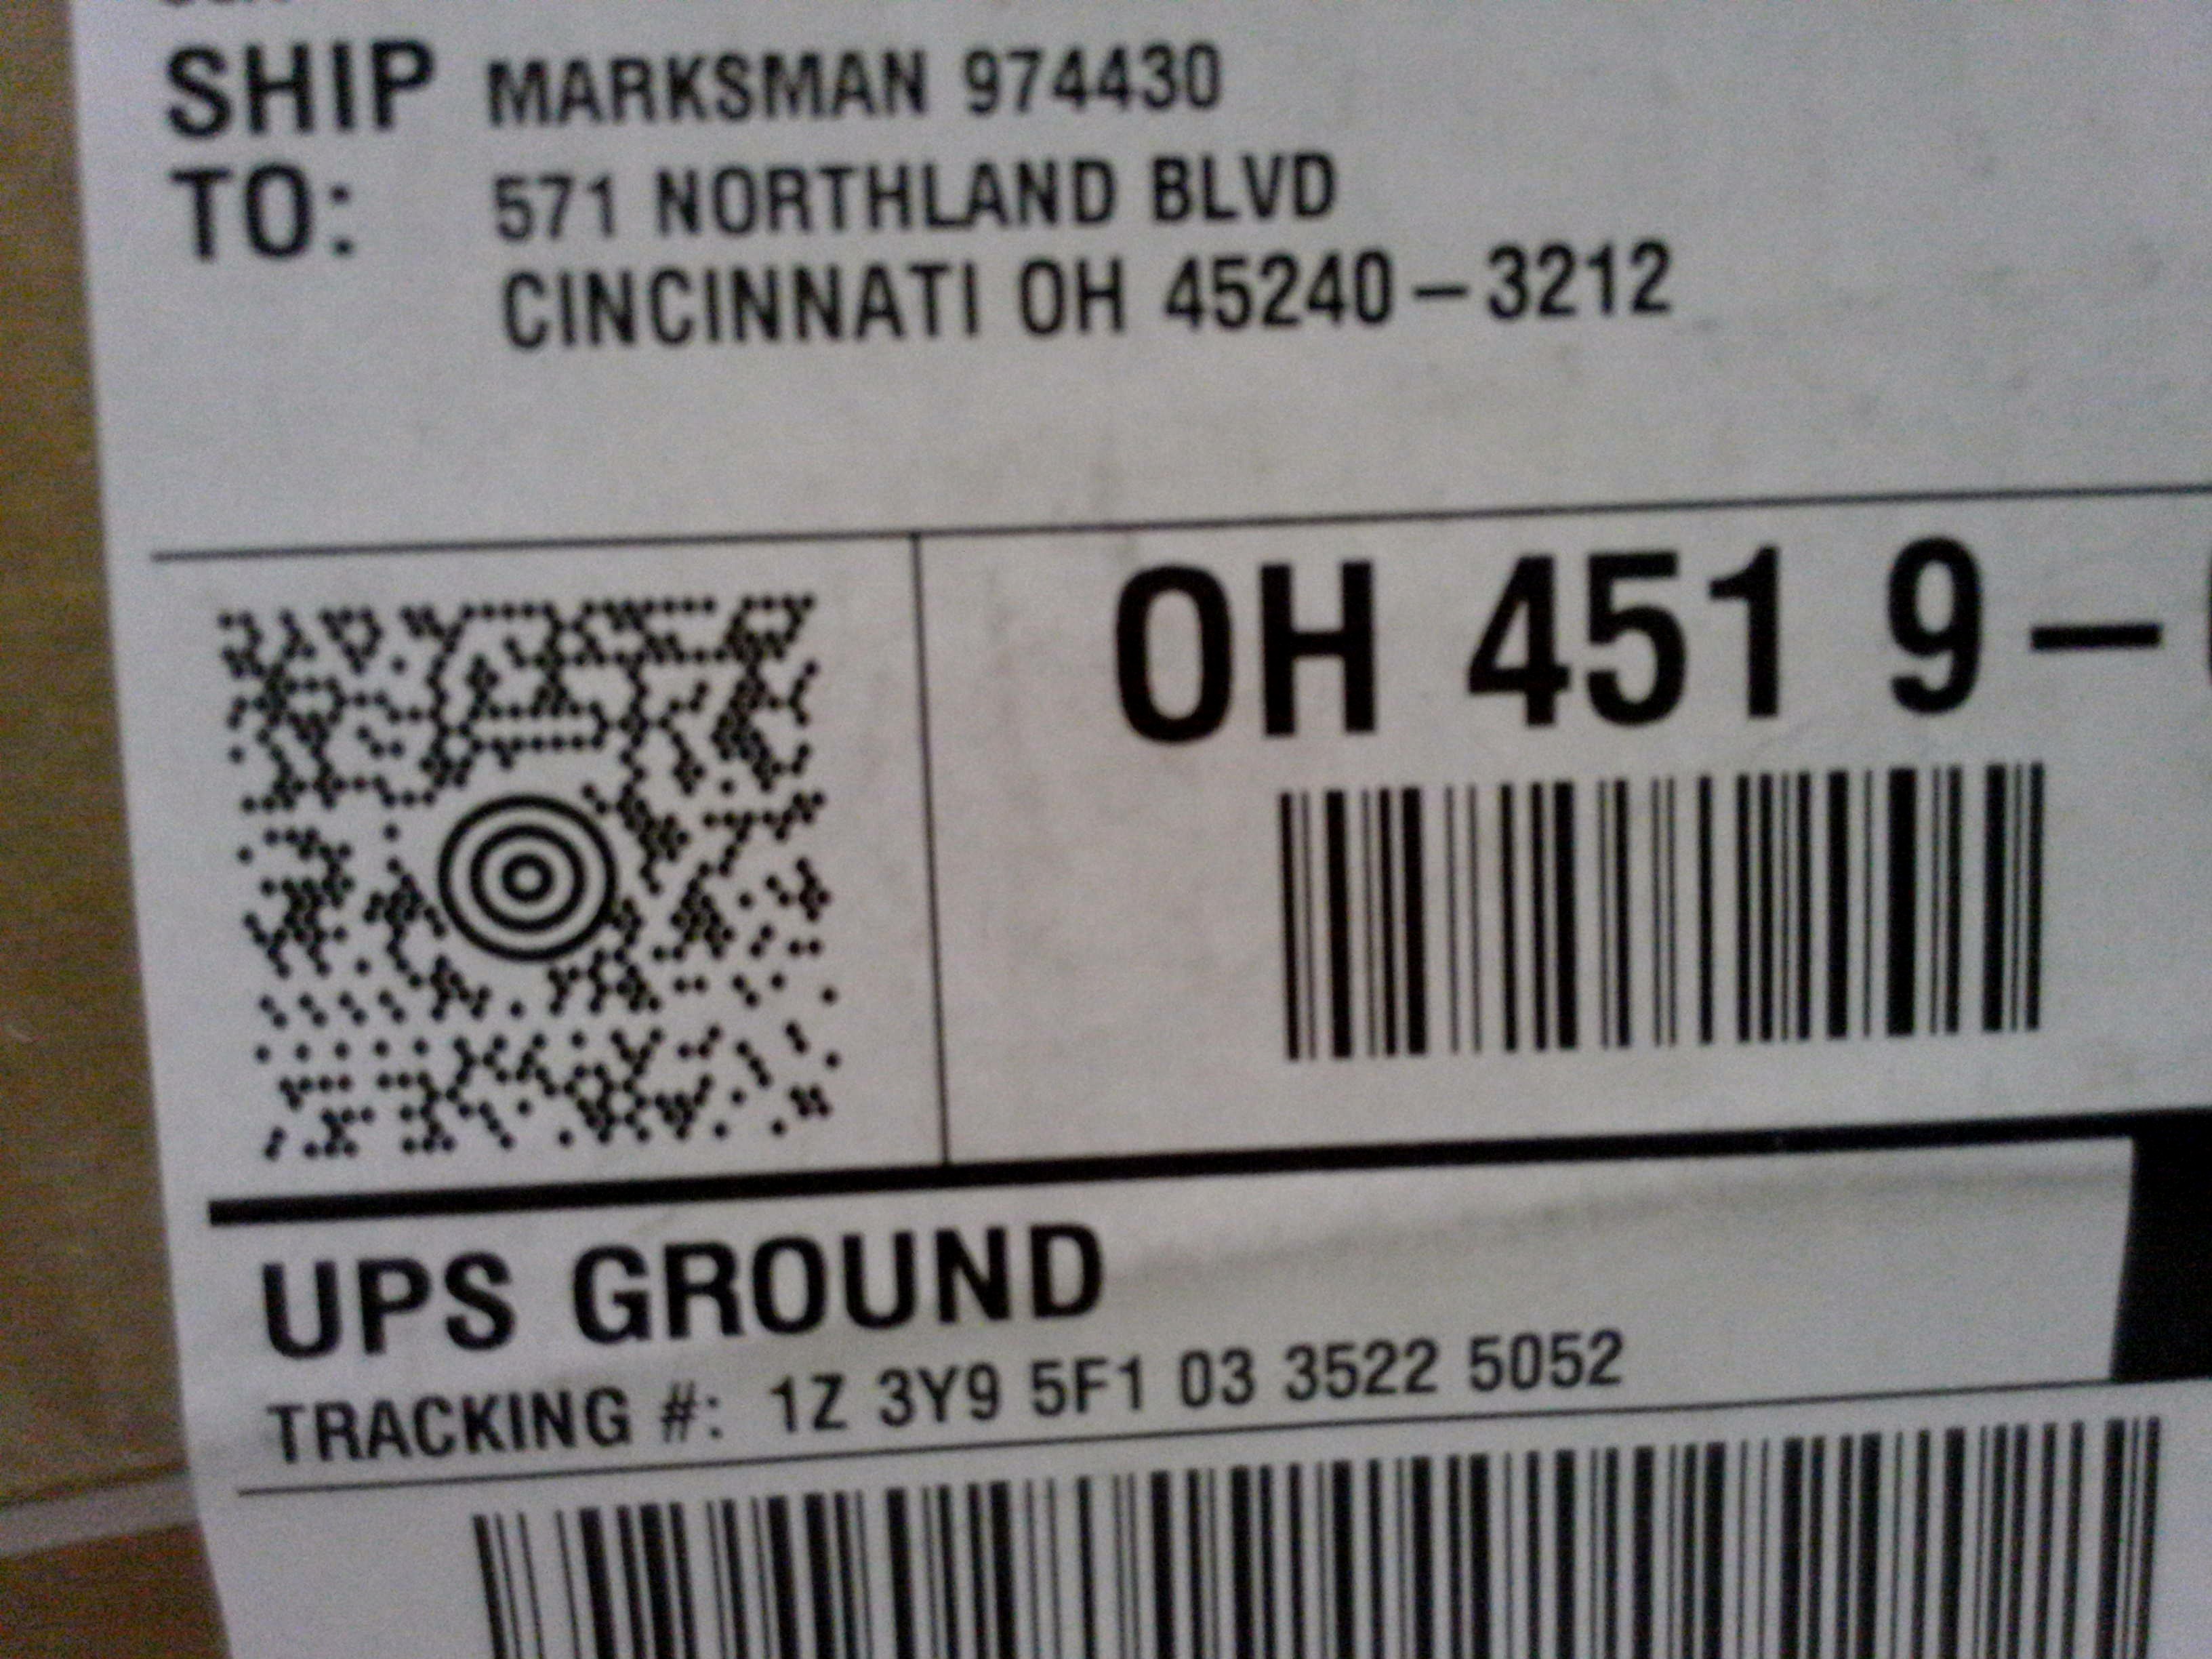 SHIP MARKSMAN 974430
TO: 571 NORTHLAND BLVD
CINCINNATI OH 45240-3212
OH 451 9-
UPS GROUND
TRACKING #: 1Z 3Y9 5F1 03 3522 5052